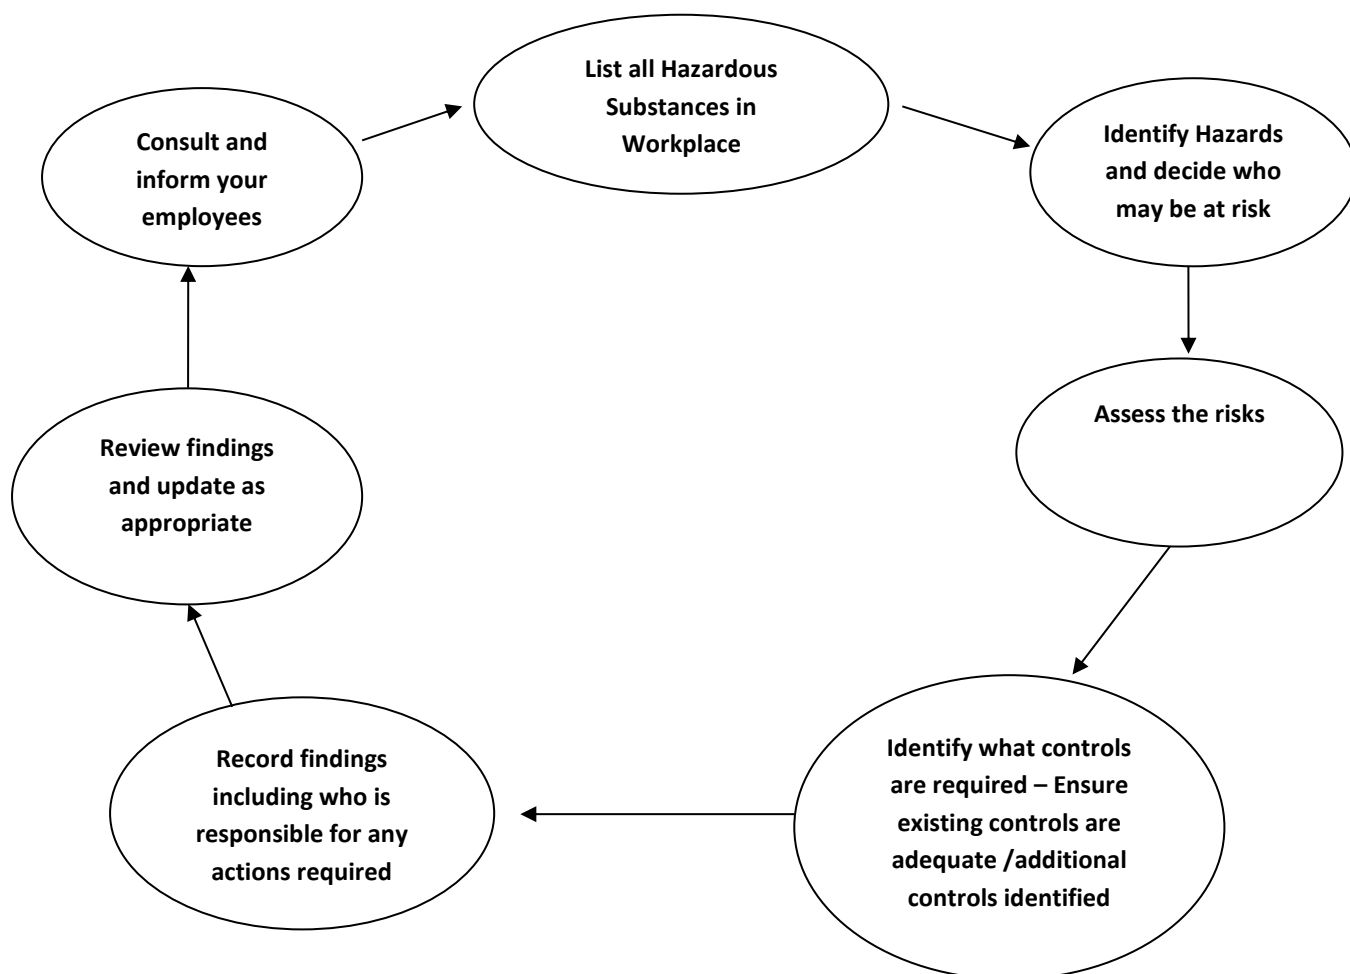 List all Hazardous
Substances in
Workplace
Identify Hazards
and decide who
may be at risk
Assess the risks
Identify what controls
are required – Ensure
existing controls are
adequate /additional
controls identified
Record findings
including who is
responsible for any
actions required
Review findings
and update as
appropriate
Consult and
inform your
employees